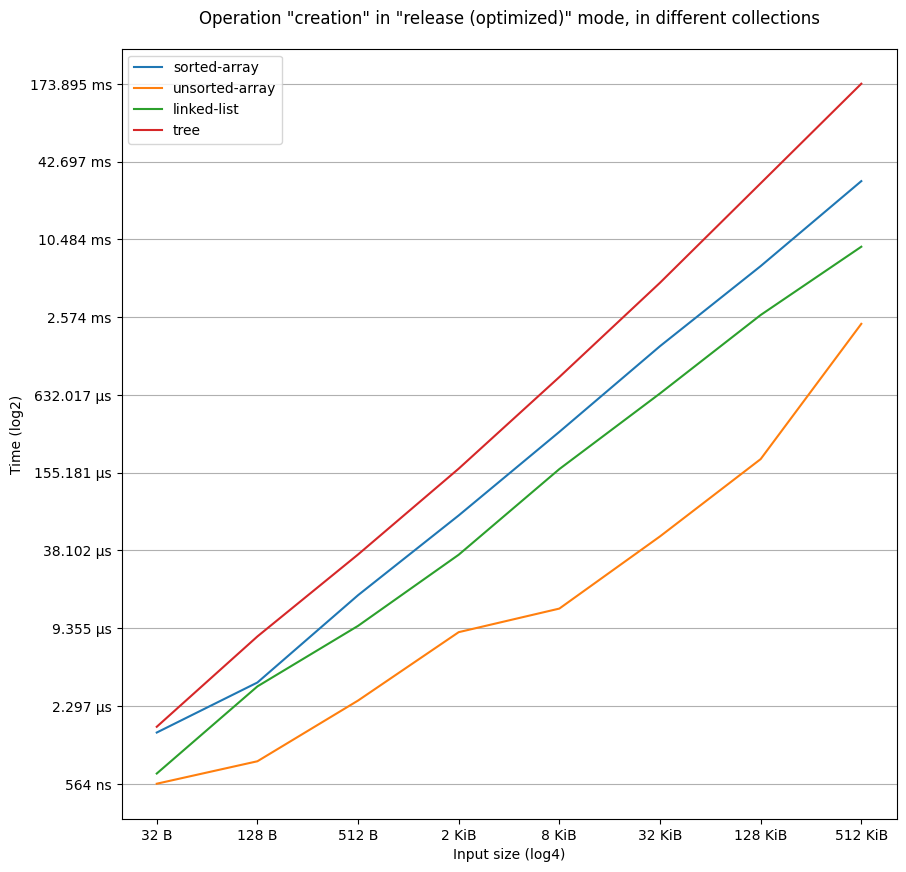 Operation "creation" in "release (optimized)" mode, in different collections
sorted-array
unsorted-array
linked-list
tree
173.895 ms
42.697 ms
10.484 ms
2.574 ms
632.017 µs
155.181 µs
38.102 µs
9.355 µs
2.297 µs
564 ns
Time (log2)
32 B
128 B
512 B
2 KiB
8 KiB
32 KiB
128 KiB
512 KiB
Input size (log4)